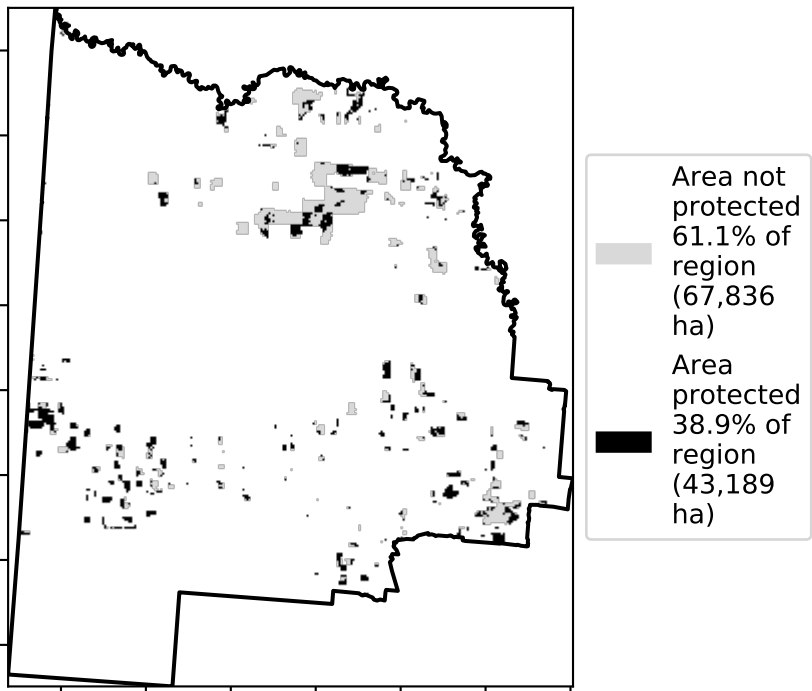 Area not
protected
61.1% of
region
(67,836
ha)
Area
protected
38.9% of
region
(43,189
ha)